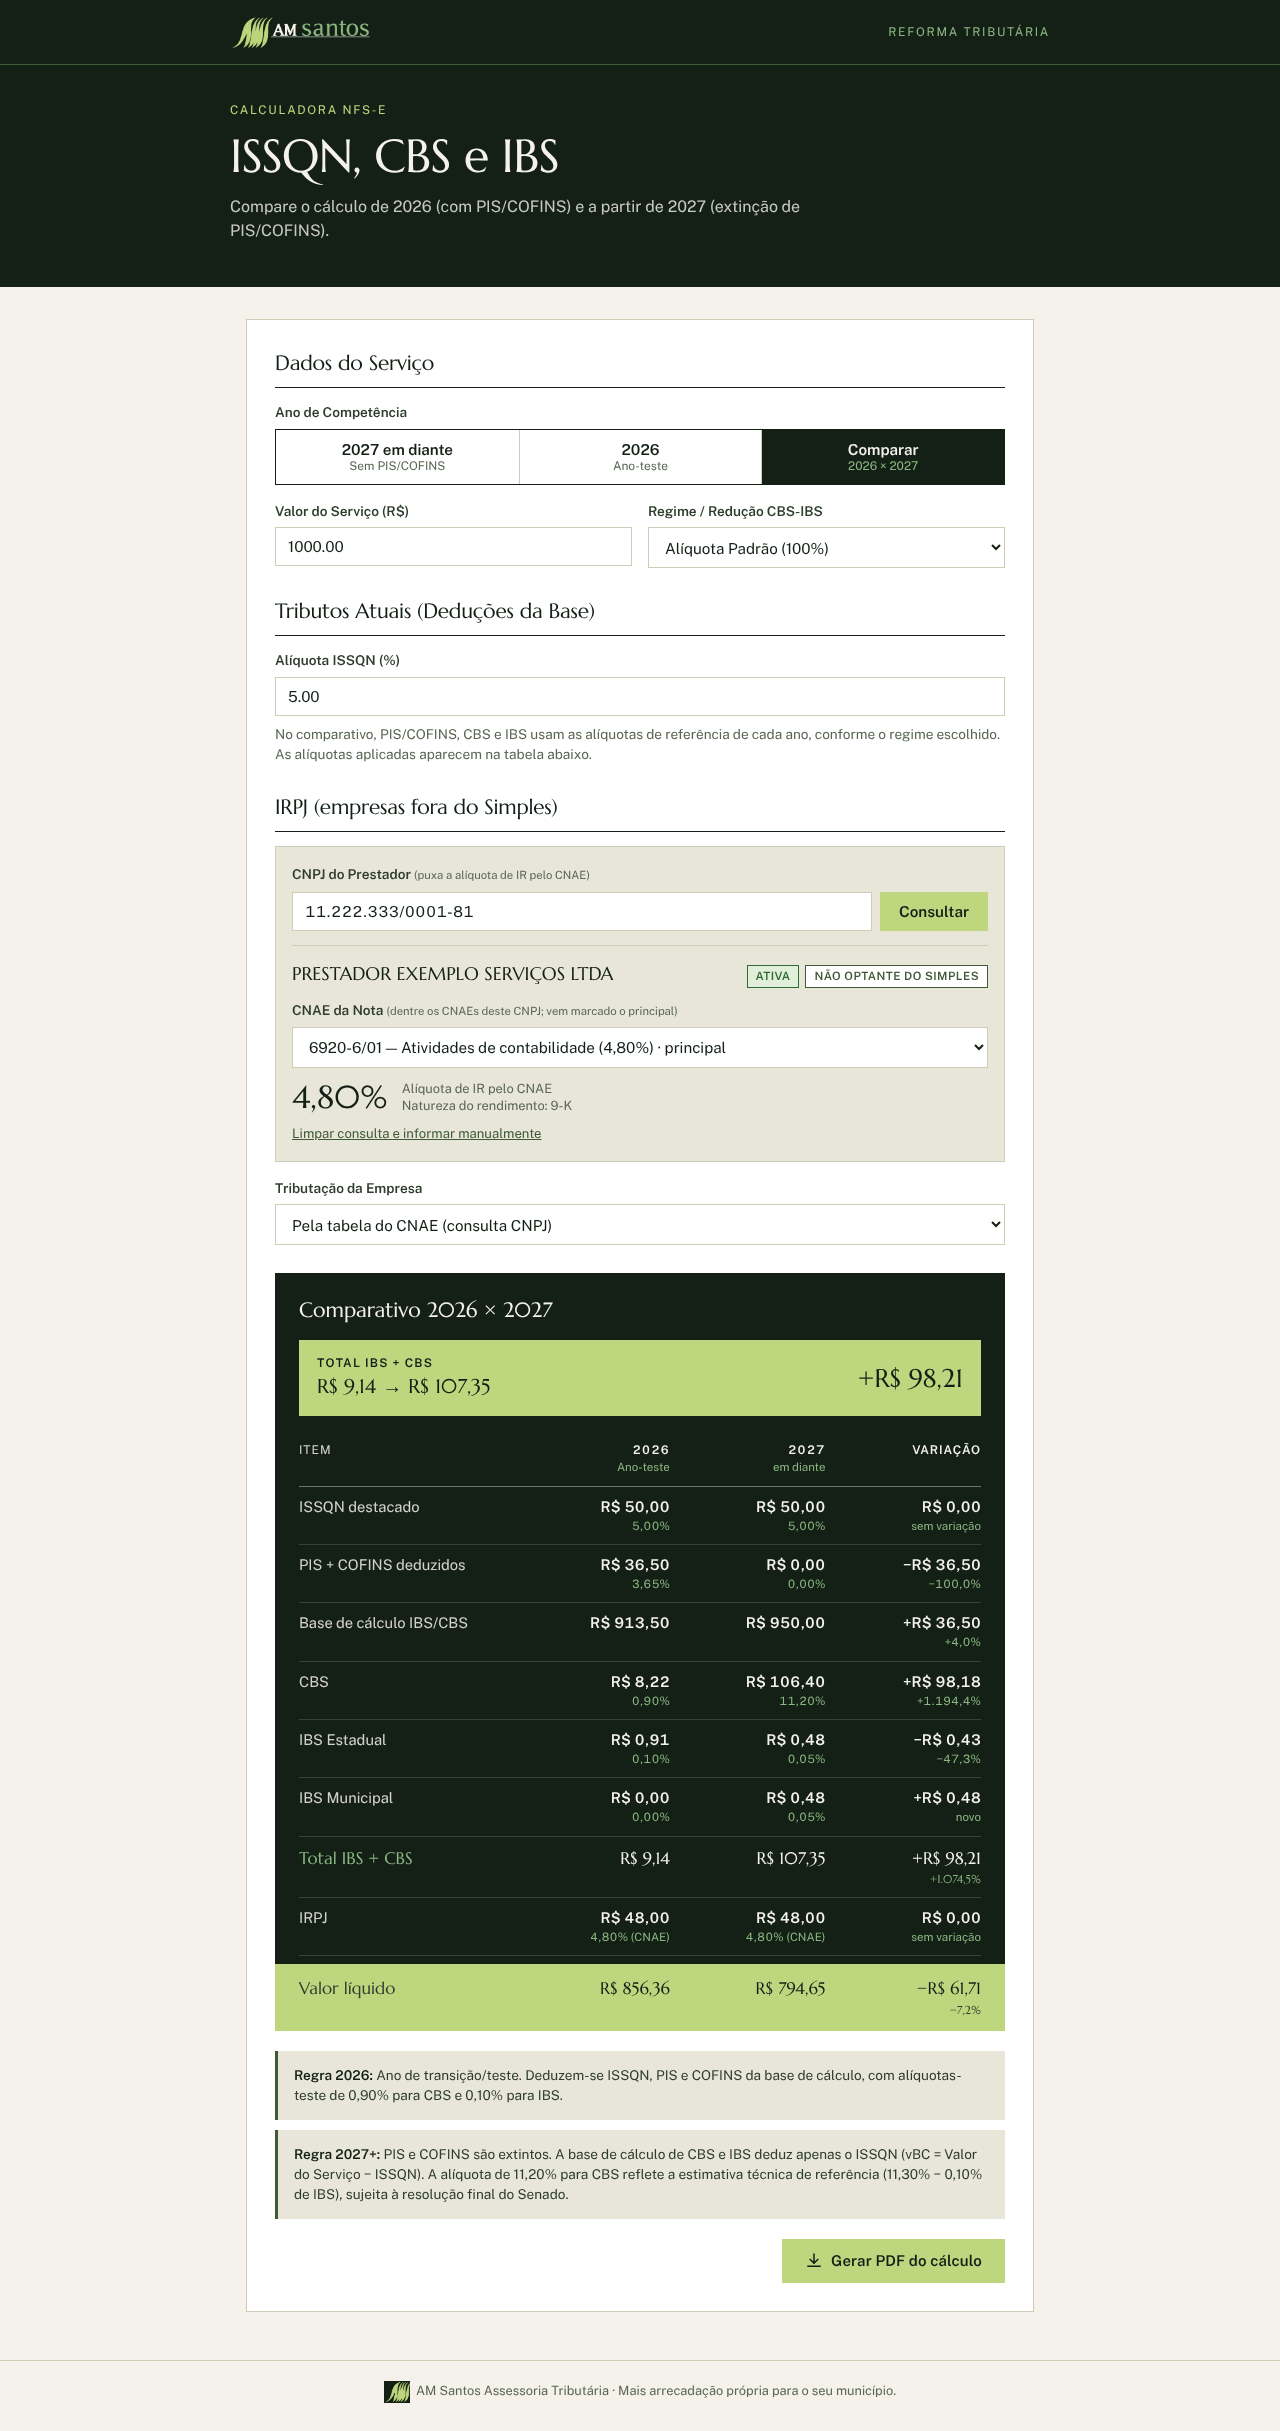 AM santos
REFORMA TRIBUTÁRIA
CALCULADORA NFS-E
ISSQN, CBS e IBS
Compare o cálculo de 2026 (com PIS/COFINS) e a partir de 2027 (extinção de
PIS/COFINS).
Dados do Serviço
Ano de Competência
2027 em diante 2026 Comparar
Sem PIS/COFINS Ano-teste 2026 × 2027
Valor do Serviço (R$) Regime / Redução CBS-IBS
1000.00 Alíquota Padrão (100%)
Tributos Atuais (Deduções da Base)
Alíquota ISSQN (%)
5.00
No comparativo, PIS/COFINS, CBS e IBS usam as alíquotas de referência de cada ano, conforme o regime escolhido.
As alíquotas aplicadas aparecem na tabela abaixo.
IRPJ (empresas fora do Simples)
CNPJ do Prestador (puxa a alíquota de IR pelo CNAE)
11.222.333/0001-81 Consultar
PRESTADOR EXEMPLO SERVIÇOS LTDA ATIVA NÃO OPTANTE DO SIMPLES
CNAE da Nota (dentre os CNAEs deste CNPJ; vem marcado o principal)
6920-6/01 — Atividades de contabilidade (4,80%) · principal
4,80% Alíquota de IR pelo CNAE
Natureza do rendimento: 9-K
Limpar consulta e informar manualmente
Tributação da Empresa
Pela tabela do CNAE (consulta CNPJ)
Comparativo 2026 × 2027
TOTAL IBS + CBS
R$ 9,14 → R$ 107,35 +R$ 98,21
ITEM 2026 2027 VARIAÇÃO
Ano-teste em diante
ISSQN destacado R$ 50,00 R$ 50,00 R$ 0,00
5,00% 5,00% sem variação
PIS + COFINS deduzidos R$ 36,50 R$ 0,00 −R$ 36,50
3,65% 0,00% −100,0%
Base de cálculo IBS/CBS R$ 913,50 R$ 950,00 +R$ 36,50
+4,0%
CBS R$ 8,22 R$ 106,40 +R$ 98,18
0,90% 11,20% +1.194,4%
IBS Estadual R$ 0,91 R$ 0,48 −R$ 0,43
0,10% 0,05% −47,3%
IBS Municipal R$ 0,00 R$ 0,48 +R$ 0,48
0,00% 0,05% novo
Total IBS + CBS R$ 9,14 R$ 107,35 +R$ 98,21
+1.074,5%
IRPJ R$ 48,00 R$ 48,00 R$ 0,00
4,80% (CNAE) 4,80% (CNAE) sem variação
Valor líquido R$ 856,36 R$ 794,65 −R$ 61,71
−7,2%
Regra 2026: Ano de transição/teste. Deduzem-se ISSQN, PIS e COFINS da base de cálculo, com alíquotas-
teste de 0,90% para CBS e 0,10% para IBS.
Regra 2027+: PIS e COFINS são extintos. A base de cálculo de CBS e IBS deduz apenas o ISSQN (vBC = Valor
do Serviço − ISSQN). A alíquota de 11,20% para CBS reflete a estimativa técnica de referência (11,30% − 0,10%
de IBS), sujeita à resolução final do Senado.
Gerar PDF do cálculo
AM Santos Assessoria Tributária · Mais arrecadação própria para o seu município.